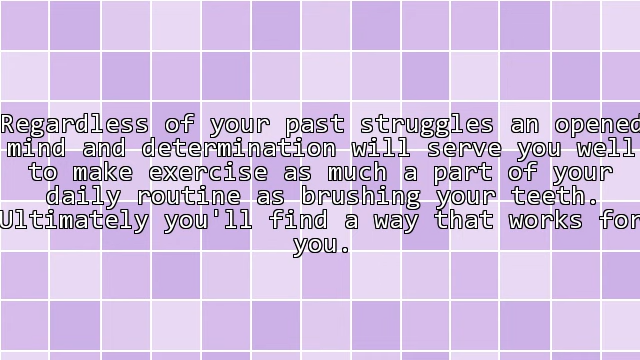 Regardless of your past struggles an opened
mind and determination will serve you well
to make exercise as much a part of your
daily routine as brushing your teeth.
Ultimately you'll find a way that works for
you.